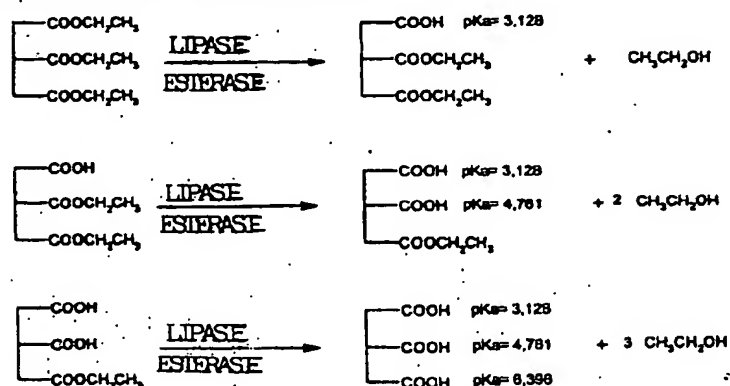 COOCH₂CH₃ LIPASE COOH pKa= 3,128
COOCH₂CH₃ COOCH₂CH₃ + CH₃CH₂OH
COOCH₂CH₃ ESTERASE COOCH₂CH₃
COOH LIPASE COOH pKa= 3,128
COOCH₂CH₃ COOH pKa= 4,761 + 2 CH₃CH₂OH
COOCH₂CH₃ ESTERASE COOCH₂CH₃
COOH LIPASE COOH pKa= 3,128
COOH COOH pKa= 4,761 + 3 CH₃CH₂OH
COOCH₂CH₃ ESTERASE COOH pKa= 6,396